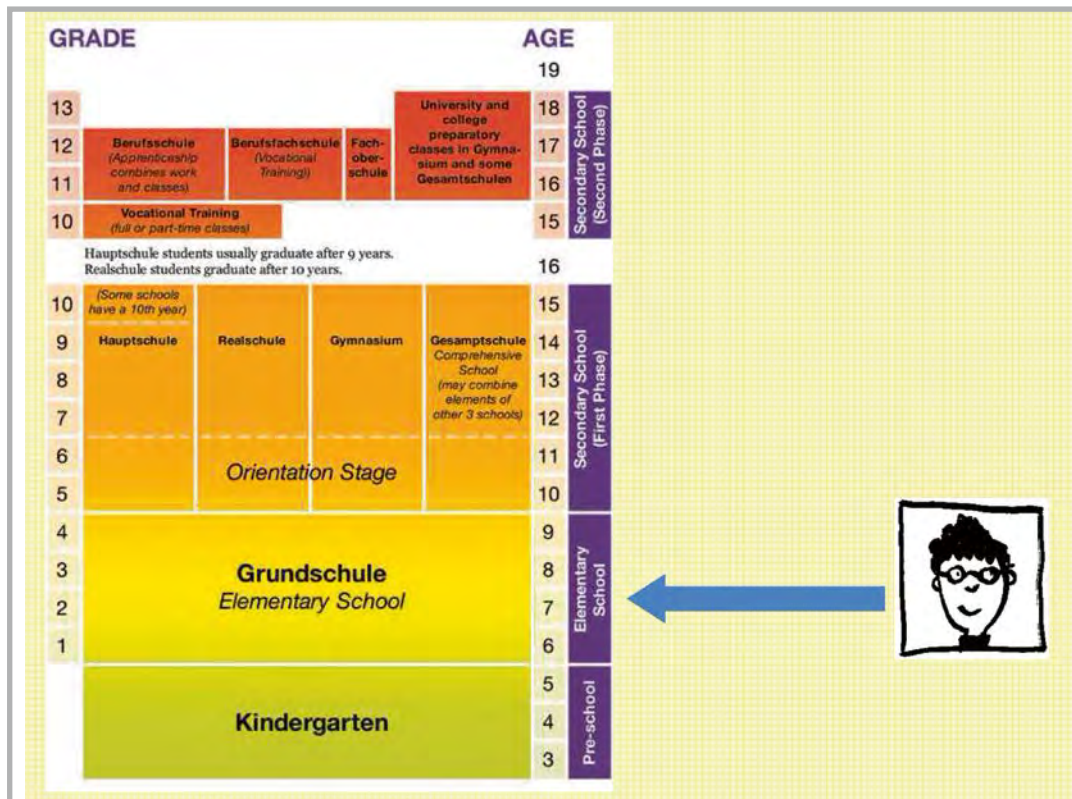 GRADE
AGE
19
13
18
12
17
11
16
10
15
University and
college
preparatory
classes in Gymna-
sium and some
Gesamtschulen
Berufsschule
(Apprenticeship
combines work
and classes)
Berufsfachschule
(Vocational
Training))
Fach-
ober-
schule
Vocational Training
(full or part-time classes)
Secondary School
(Second Phase)
Hauptschule students usually graduate after 9 years.
Realschule students graduate after 10 years.
16
10
15
9
14
8
13
7
12
6
11
5
10
(Some schools
have a 10th year)
Hauptschule
Realschule
Gymnasium
Gesamptschule
Comprehensive
School
(may combine
elements of
other 3 schools)
Orientation Stage
Secondary School
(First Phase)
4
9
3
8
2
7
1
6
Grundschule
Elementary School
Elementary
School
5
4
3
Kindergarten
Pre-school